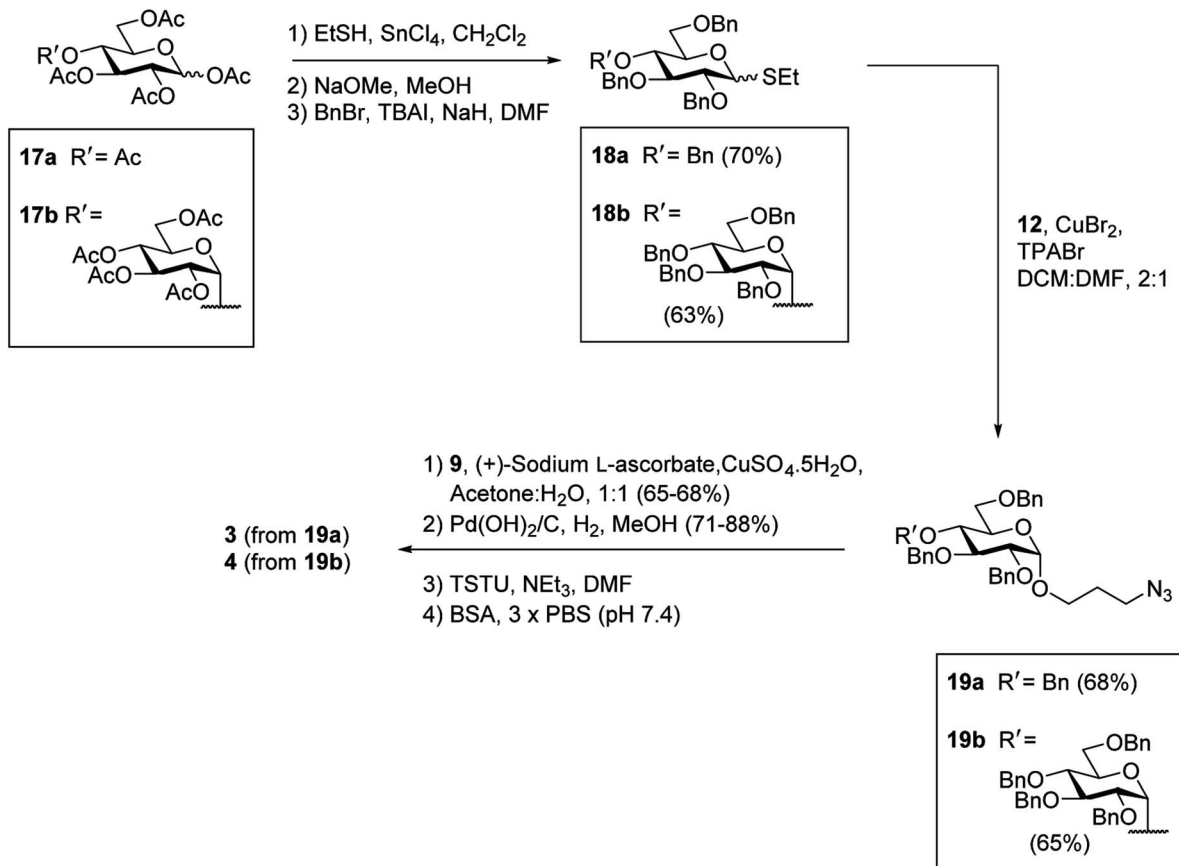 OAc
R′O
AcO
AcO
OAc
O
1) EtSH, SnCl4, CH2Cl2
2) NaOMe, MeOH
3) BnBr, TBAI, NaH, DMF
OBn
R′O
BnO
BnO
SEt
O
17a R′= Ac
17b R′=
OAc
AcO
AcO
AcO
O
18a R′= Bn (70%)
18b R′=
OBn
BnO
BnO
BnO
O
(63%)
12, CuBr2,
TPABr
DCM:DMF, 2:1
1) 9, (+)-Sodium L-ascorbate,CuSO4.5H2O,
Acetone:H2O, 1:1 (65-68%)
2) Pd(OH)2/C, H2, MeOH (71-88%)
3 (from 19a)
4 (from 19b)
3) TSTU, NEt3, DMF
4) BSA, 3 x PBS (pH 7.4)
OBn
R′O
BnO
BnO
O
O
N3
19a R′= Bn (68%)
19b R′=
OBn
BnO
BnO
BnO
O
(65%)